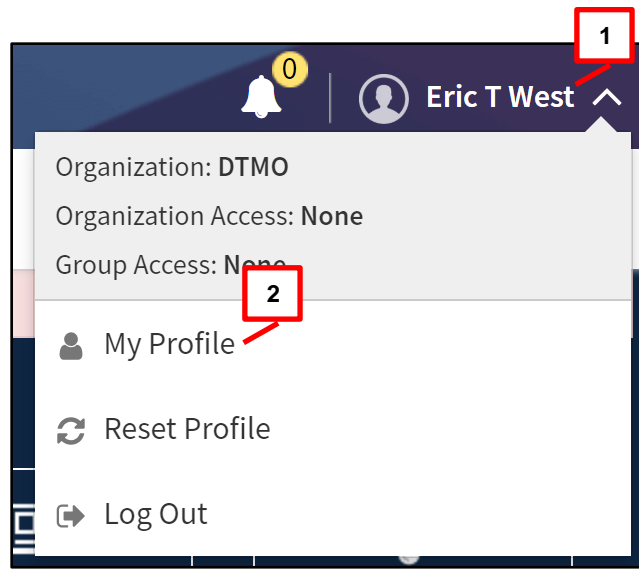 1
0
Eric T West
Organization: DTMO
Organization Access: None
Group Access: None
2
My Profile
Reset Profile
Log Out